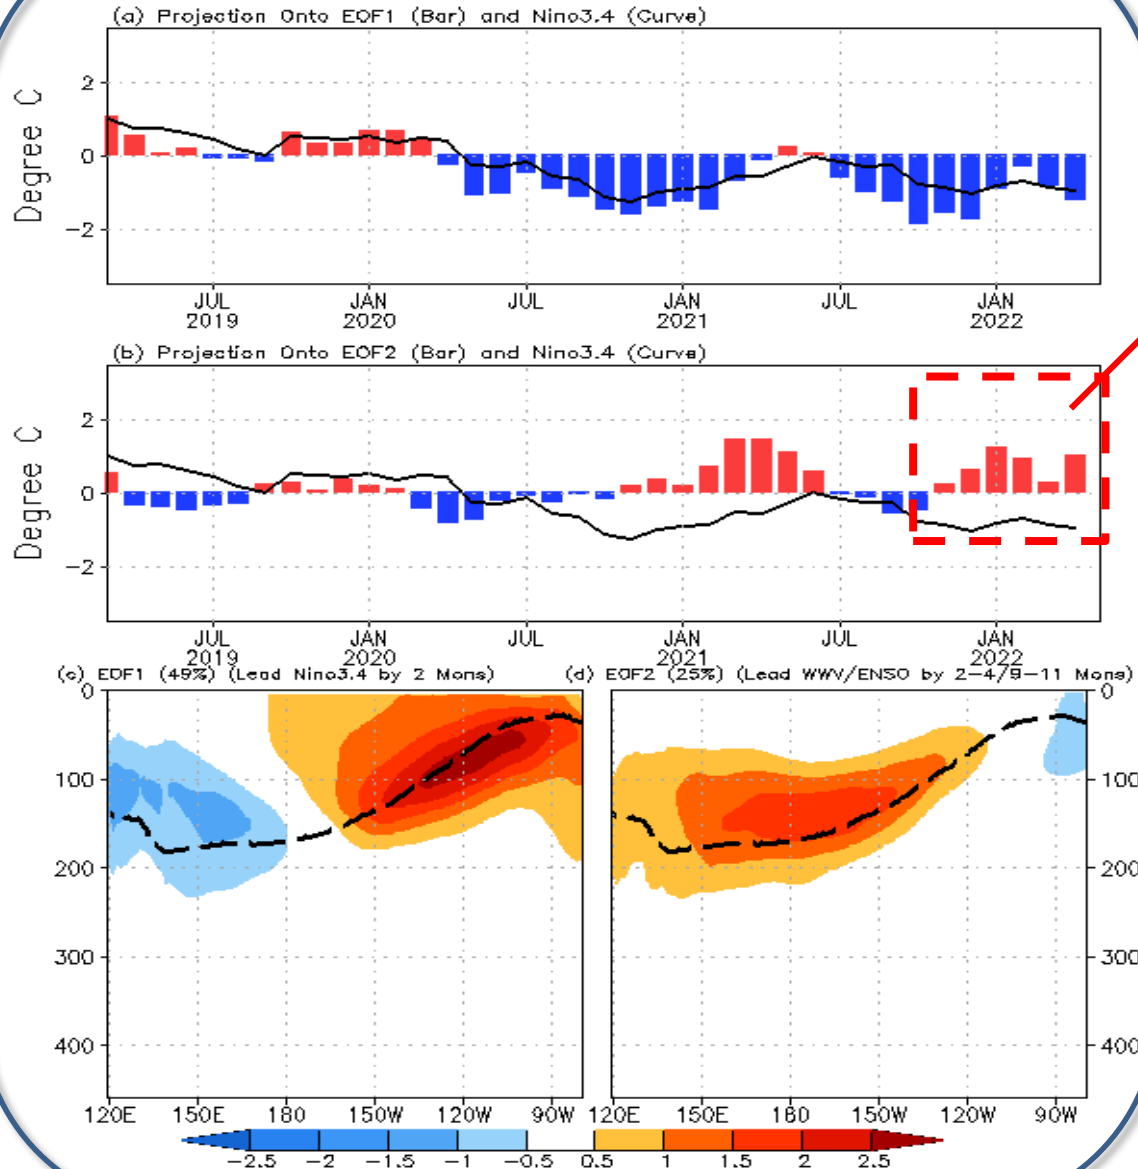 (a) Projection Onto EOF1 (Bar) and Nino3.4 (Curve)
Degree C
2
0
-2
JUL JAN JUL JAN JUL JAN
2019 2020 2021 2022
(b) Projection Onto EOF2 (Bar) and Nino3.4 (Curve)
Degree C
2
0
-2
JUL JAN JUL JAN JUL JAN
2019 2020 2021 2022
(c) EOF1 (49%) (Lead Nino3.4 by 2 Mons)
(d) EOF2 (25%) (Lead WWV/ENSO by 2-4/9-11 Mons)
0 0
100 100
200 200
300 300
400 400
120E 150E 180 150W 120W 90W 120E 150E 180 150W 120W 90W
-2.5 -2 -1.5 -1 -0.5 0.5 1 1.5 2 2.5